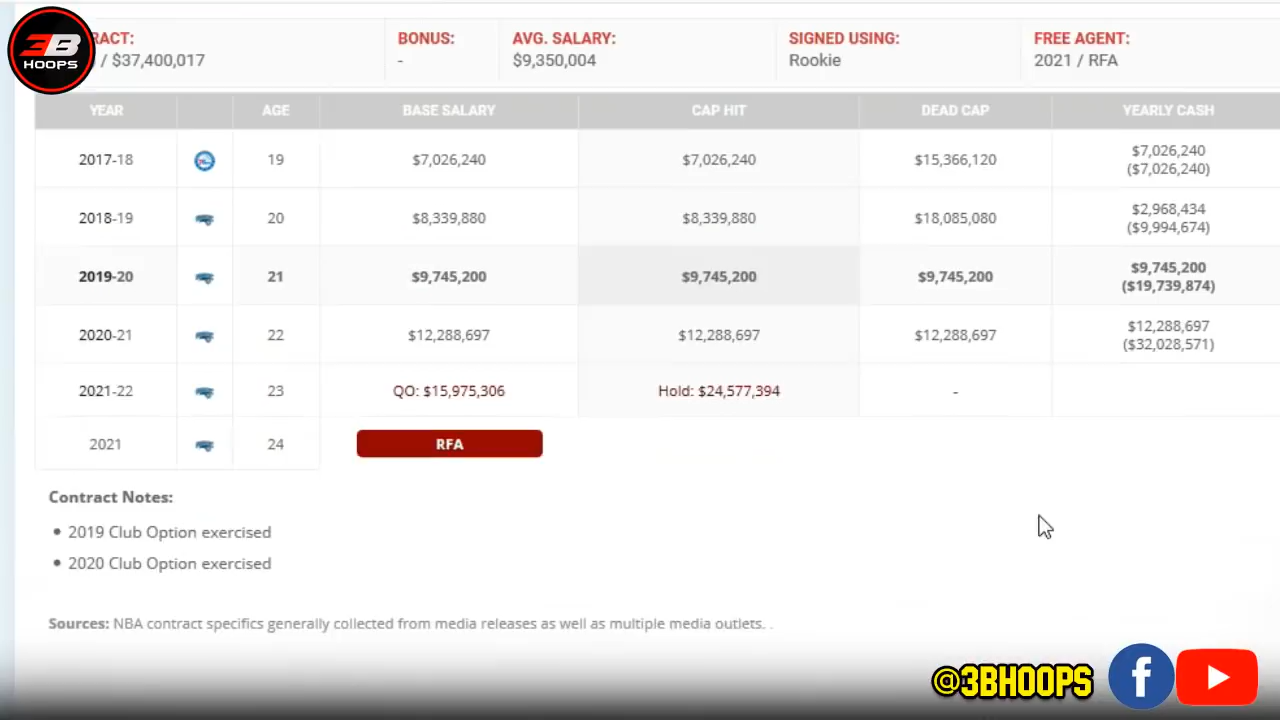 3B
HOOPS
RACT:
/ $37,400,017
BONUS:
-
AVG. SALARY:
$9,350,004
SIGNED USING:
Rookie
FREE AGENT:
2021 / RFA
YEAR AGE BASE SALARY CAP HIT DEAD CAP YEARLY CASH
2017-18 19 $7,026,240 $7,026,240 $15,366,120 $7,026,240
($7,026,240)
2018-19 20 $8,339,880 $8,339,880 $18,085,080 $2,968,434
($9,994,674)
2019-20 21 $9,745,200 $9,745,200 $9,745,200 $9,745,200
($19,739,874)
2020-21 22 $12,288,697 $12,288,697 $12,288,697 $12,288,697
($32,028,571)
2021-22 23 QO: $15,975,306 Hold: $24,577,394 -
2021 24 RFA
Contract Notes:
• 2019 Club Option exercised
• 2020 Club Option exercised
Sources: NBA contract specifics generally collected from media releases as well as multiple media outlets. .
@3BHOOPS
f